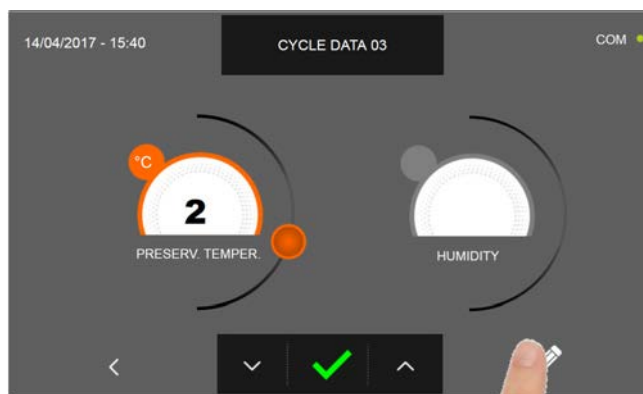 14/04/2017 - 15:40
CYCLE DATA 03
COM
°C
2
PRESERV. TEMPER.
HUMIDITY